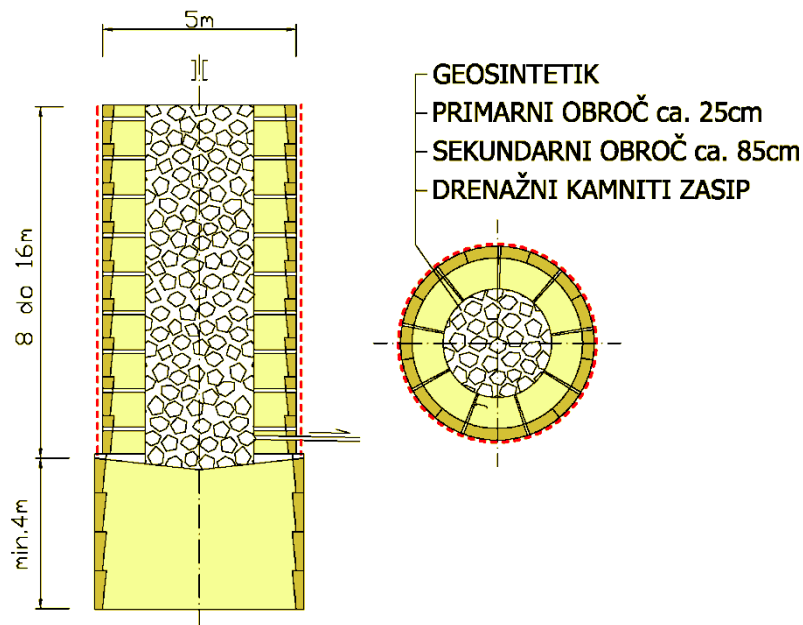 5m
GEOSINTETIK
PRIMARNI OBROČ ca. 25cm
SEKUNDARNI OBROČ ca. 85cm
DRENAŽNI KAMNITI ZASIP
8 do 16m
min.4m